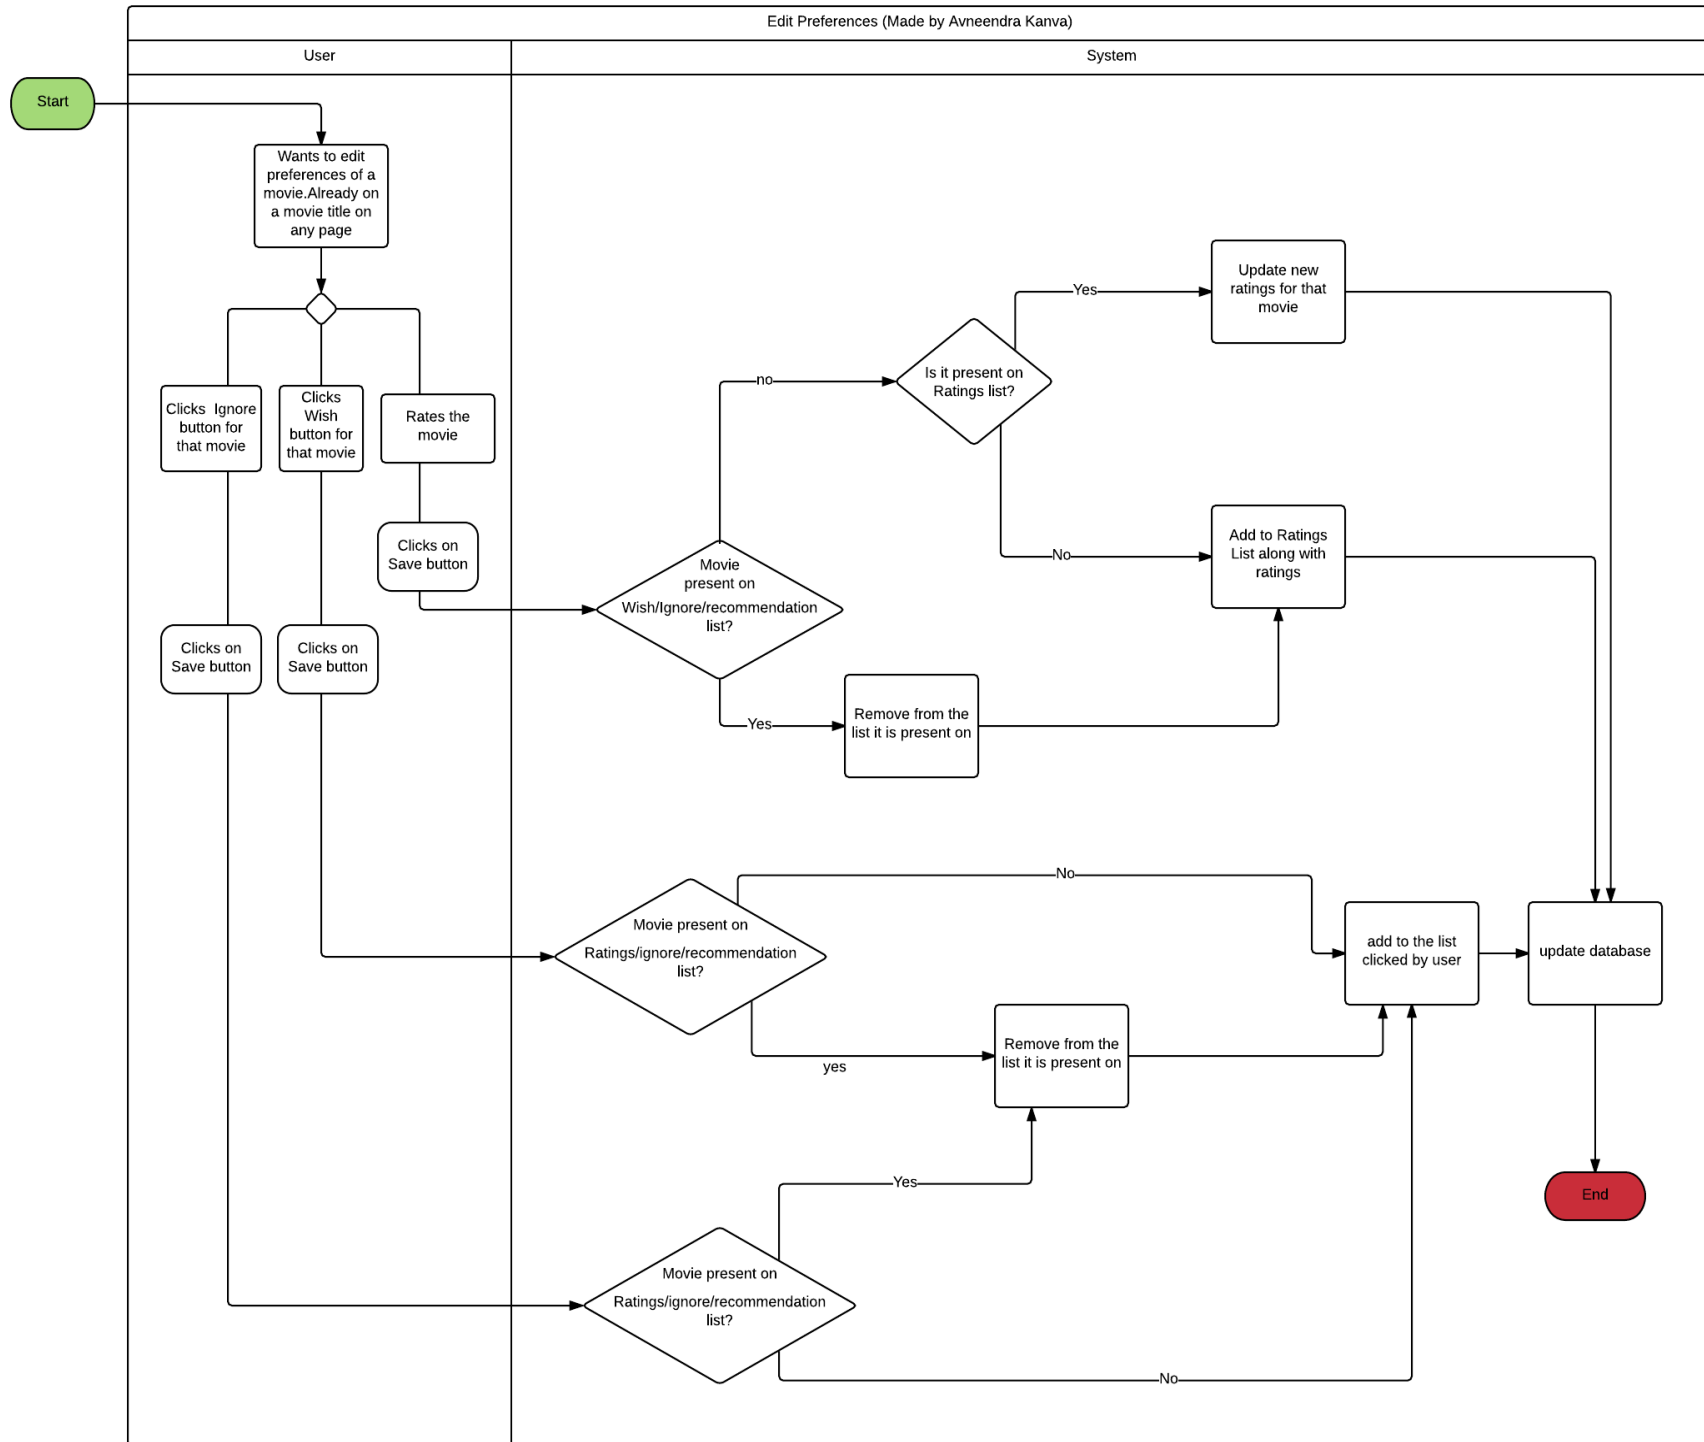 Edit Preferences (Made by Avneendra Kanva)
User
System
Start
Wants to edit
preferences of a
movie.Already on
a movie title on
any page
Clicks  Ignore
button for
that movie
Clicks
Wish
button for
that movie
Rates the
movie
Clicks on
Save button
Clicks on
Save button
Clicks on
Save button
Movie
present on
Wish/Ignore/recommendation
list?
no
Is it present on
Ratings list?
Yes
Update new
ratings for that
movie
No
Add to Ratings
List along with
ratings
Yes
Remove from the
list it is present on
Movie present on
Ratings/ignore/recommendation
list?
No
add to the list
clicked by user
update database
yes
Remove from the
list it is present on
Yes
End
Movie present on
Ratings/ignore/recommendation
list?
No